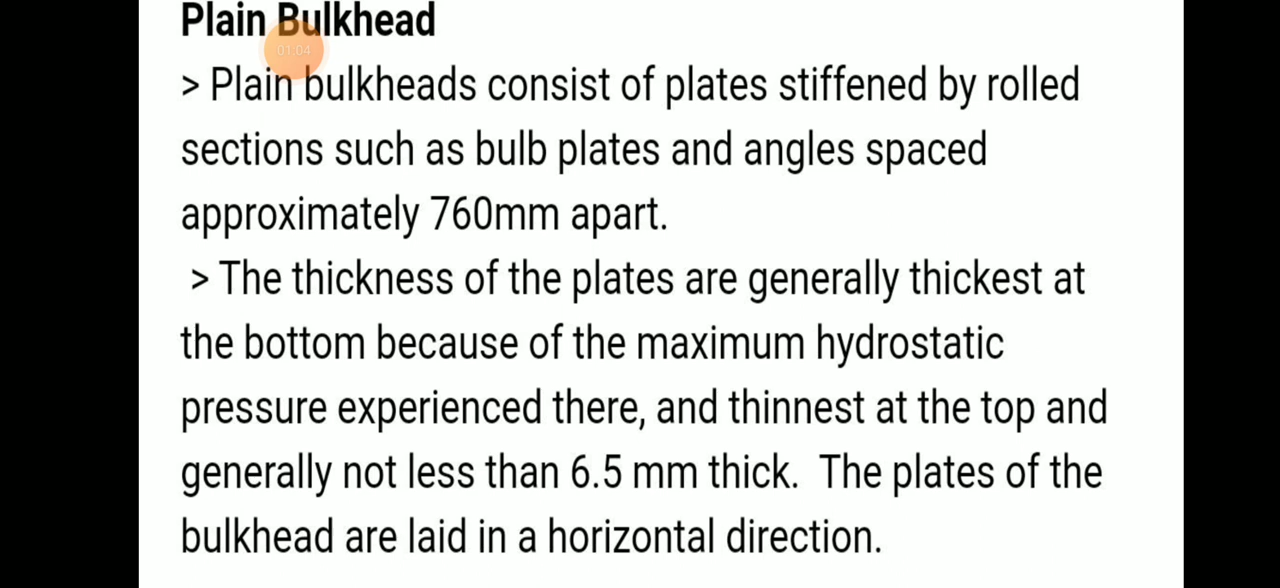 Plain Bulkhead
01:04
> Plain bulkheads consist of plates stiffened by rolled
sections such as bulb plates and angles spaced
approximately 760mm apart.
> The thickness of the plates are generally thickest at
the bottom because of the maximum hydrostatic
pressure experienced there, and thinnest at the top and
generally not less than 6.5 mm thick.  The plates of the
bulkhead are laid in a horizontal direction.